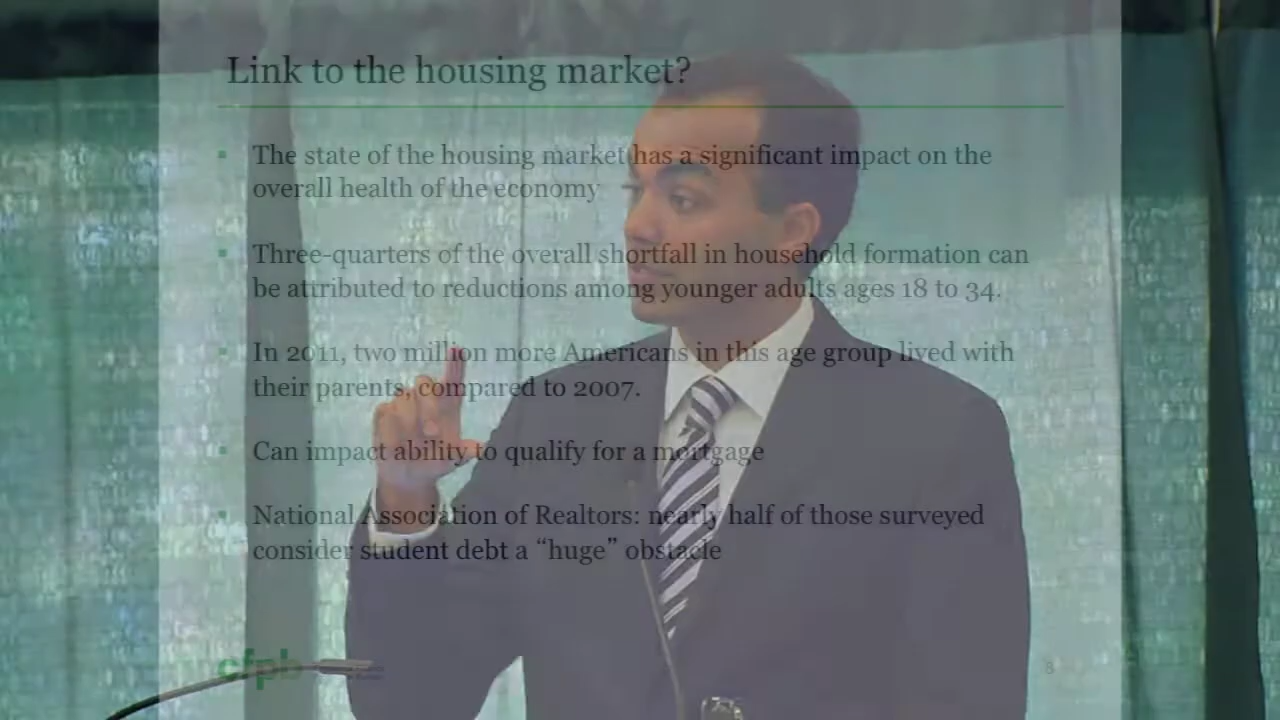 Link to the housing market?
The state of the housing market has a significant impact on the
overall health of the economy
Three-quarters of the overall shortfall in household formation can
be attributed to reductions among younger adults ages 18 to 34.
In 2011, two million more Americans in this age group lived with
their parents, compared to 2007.
Can impact ability to qualify for a mortgage
National Association of Realtors: nearly half of those surveyed
consider student debt a “huge” obstacle
cfpb
8